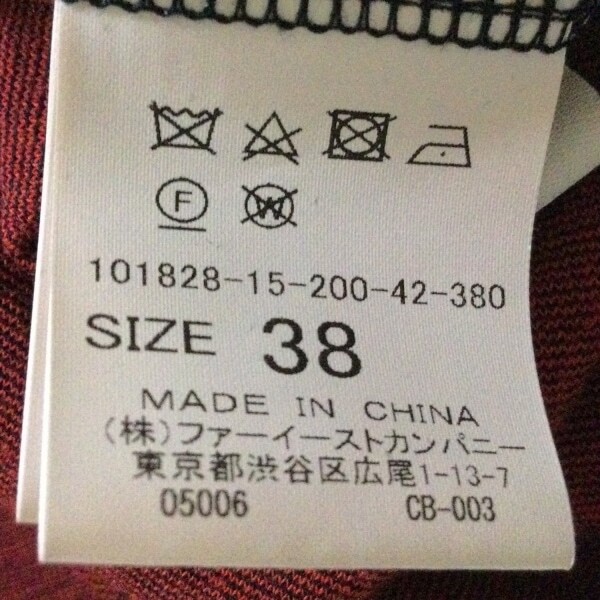 F W
101828-15-200-42-380
SIZE 38
MADE IN CHINA
(株)ファーイーストカンパニー
東京都渋谷区広尾1-13-7
05006 CB-003